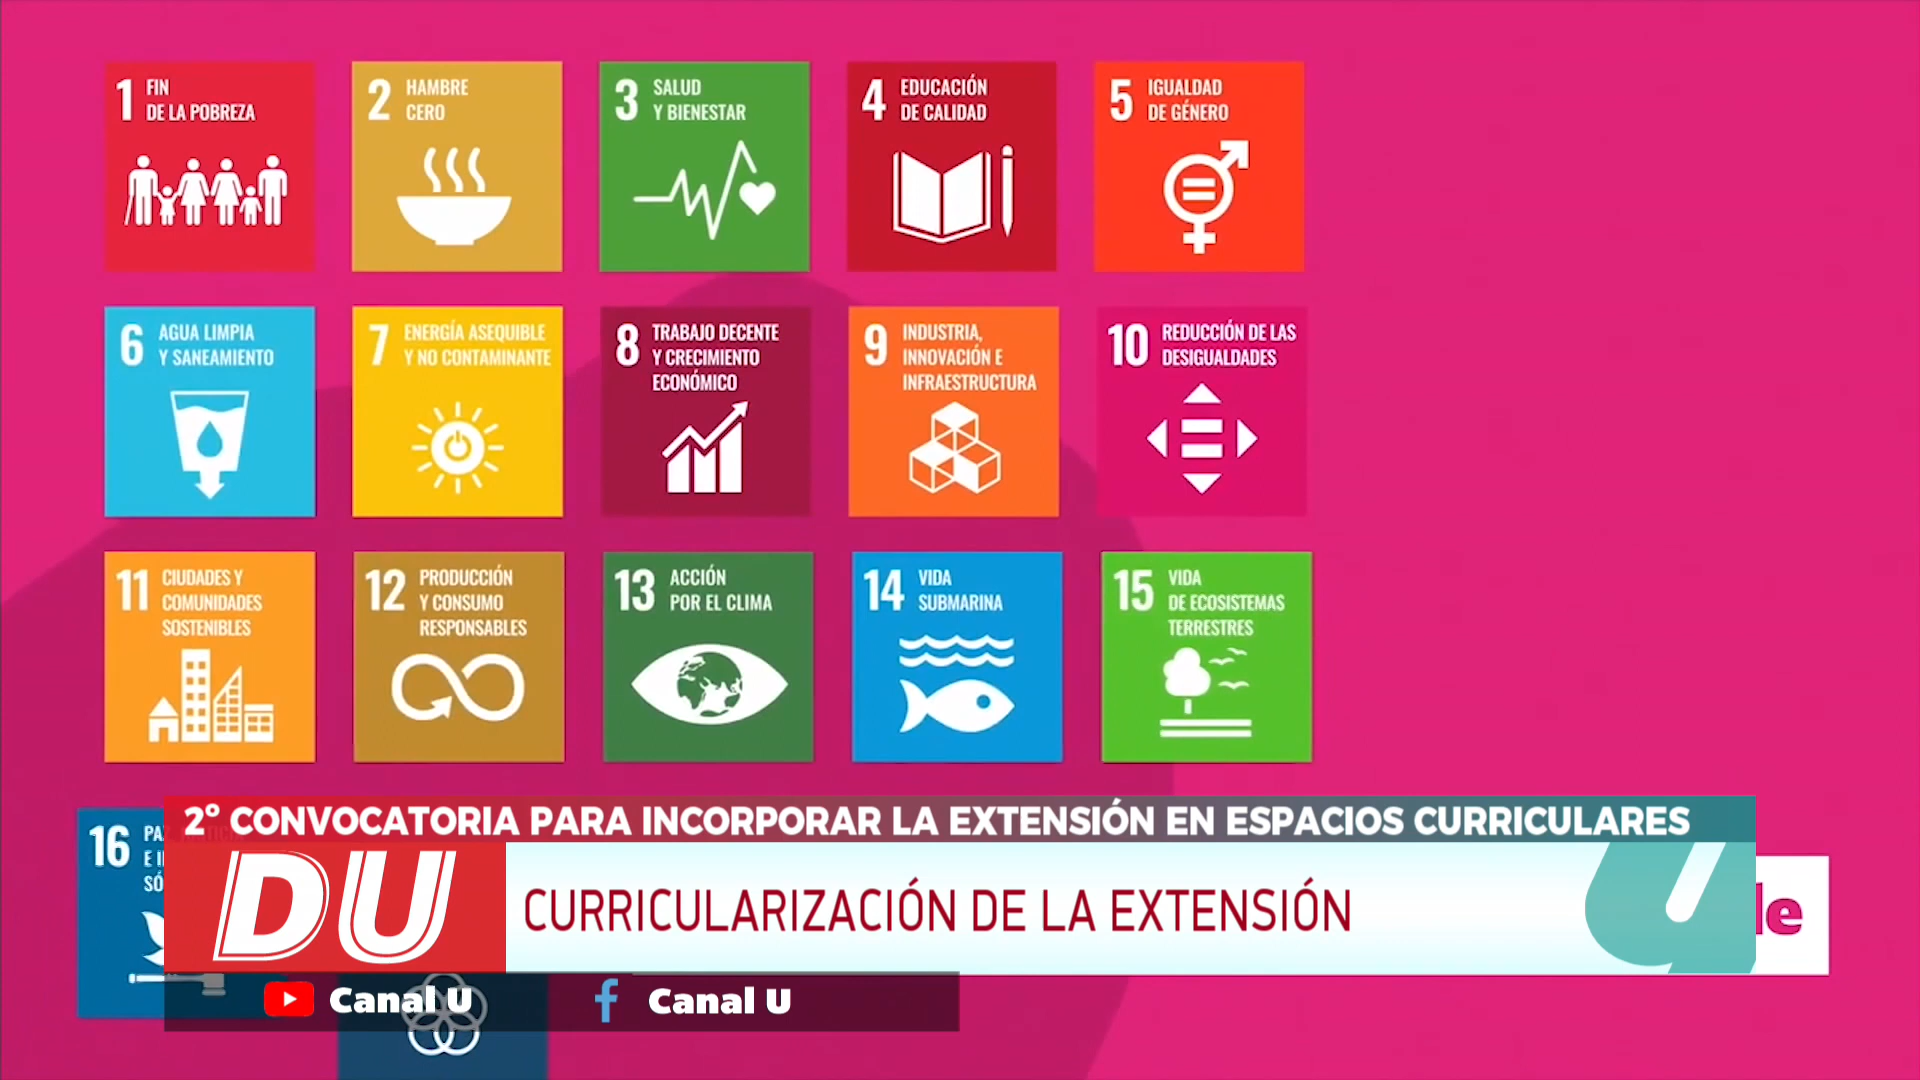 1 FIN
DE LA POBREZA
2 HAMBRE
CERO
3 SALUD
Y BIENESTAR
4 EDUCACIÓN
DE CALIDAD
5 IGUALDAD
DE GÉNERO
6 AGUA LIMPIA
Y SANEAMIENTO
7 ENERGÍA ASEQUIBLE
Y NO CONTAMINANTE
8 TRABAJO DECENTE
Y CRECIMIENTO
ECONÓMICO
9 INDUSTRIA,
INNOVACIÓN E
INFRAESTRUCTURA
10 REDUCCIÓN DE LAS
DESIGUALDADES
11 CIUDADES Y
COMUNIDADES
SOSTENIBLES
12 PRODUCCIÓN
Y CONSUMO
RESPONSABLES
13 ACCIÓN
POR EL CLIMA
14 VIDA
SUBMARINA
15 VIDA
DE ECOSISTEMAS
TERRESTRES
16
2º CONVOCATORIA PARA INCORPORAR LA EXTENSIÓN EN ESPACIOS CURRICULARES
DU
CURRICULARIZACIÓN DE LA EXTENSIÓN
U
Canal U
Canal U